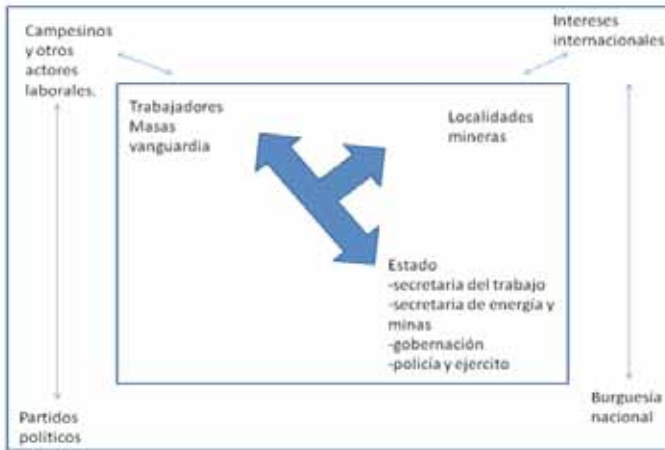 Campesinos
y otros
actores
laborales.
Intereses
internacionales
Trabajadores
Masas
vanguardia
Localidades
mineras
Estado
-secretaria del trabajo
-secretaria de energía y
minas
-gobernación
-policía y ejercito
Partidos
políticos
Burguesía
nacional